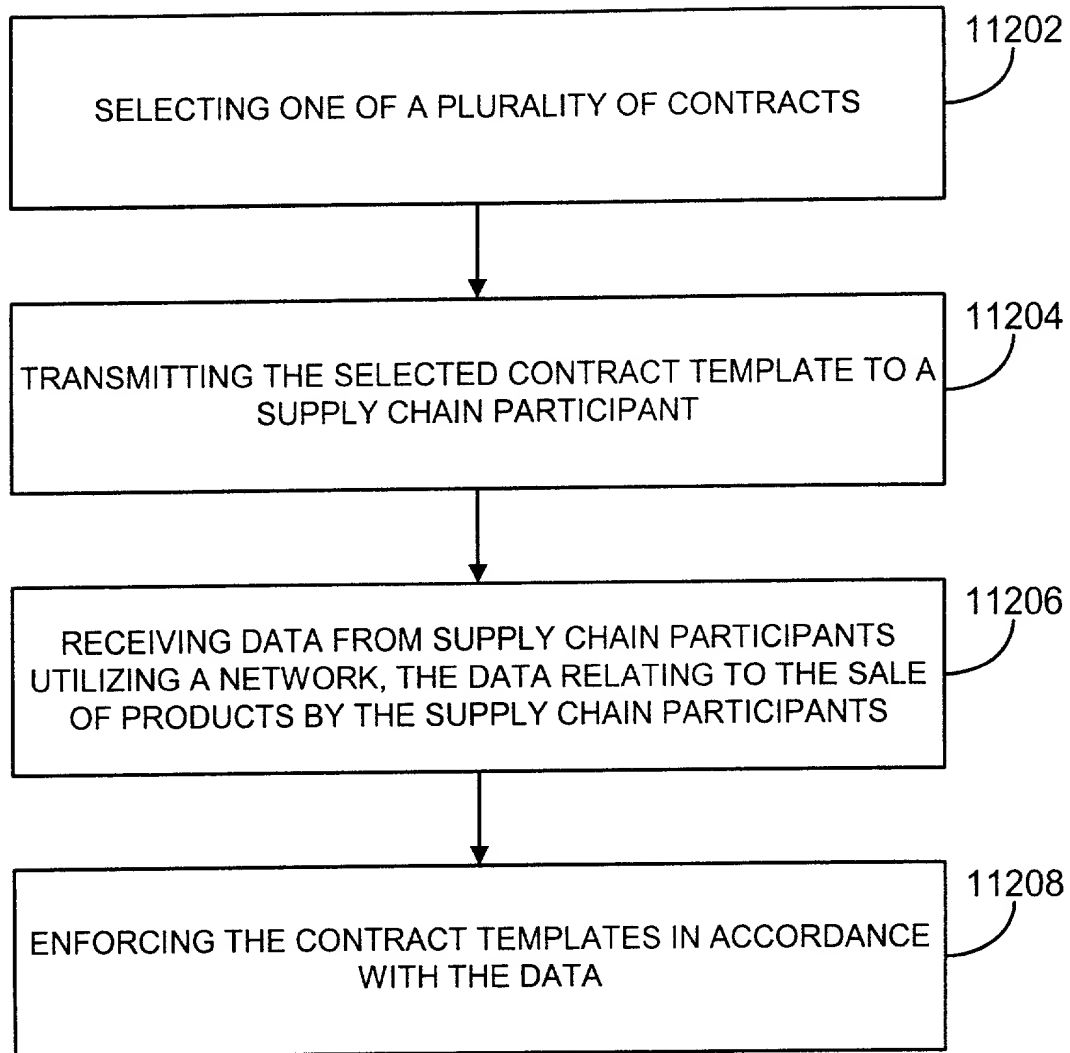 11202
SELECTING ONE OF A PLURALITY OF CONTRACTS
11204
TRANSMITTING THE SELECTED CONTRACT TEMPLATE TO A
SUPPLY CHAIN PARTICIPANT
11206
RECEIVING DATA FROM SUPPLY CHAIN PARTICIPANTS
UTILIZING A NETWORK, THE DATA RELATING TO THE SALE
OF PRODUCTS BY THE SUPPLY CHAIN PARTICIPANTS
11208
ENFORCING THE CONTRACT TEMPLATES IN ACCORDANCE
WITH THE DATA